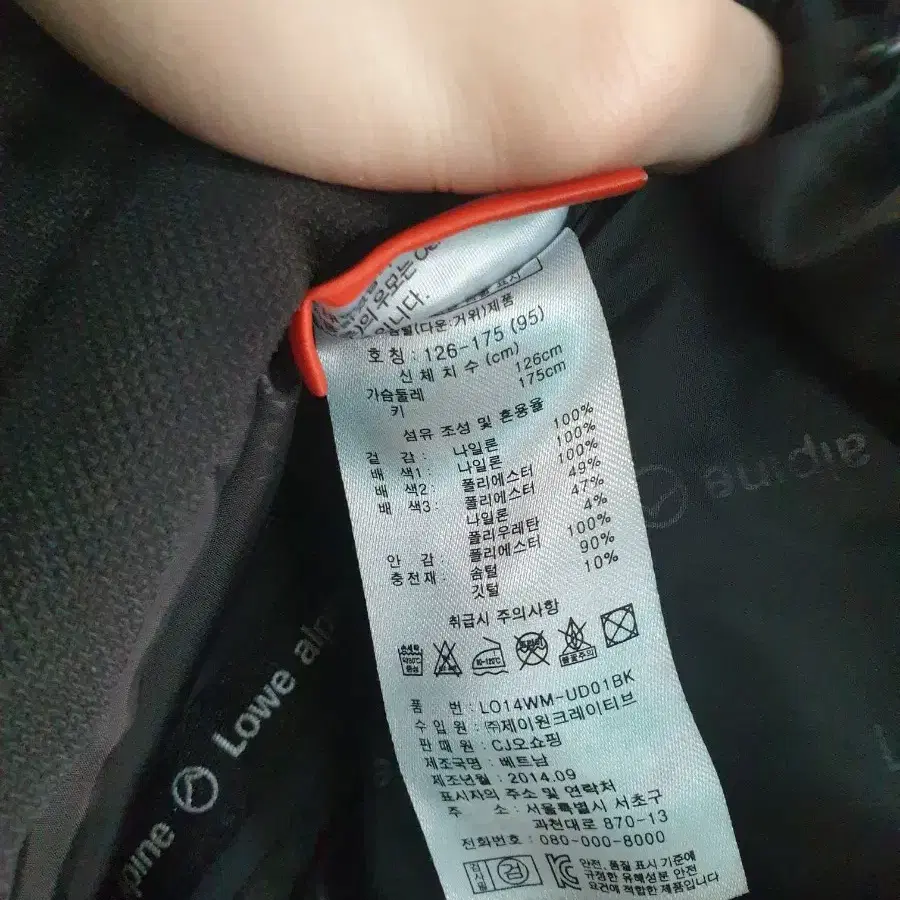 솜털(다운:거위)제품
호칭 : 126-175 (95)
신체치수 (cm)
가슴둘레 126cm
키 175cm
섬유 조성 및 혼용율
겉 감 : 나일론 100%
배 색1 : 나일론 100%
배 색2 : 폴리에스터 100%
배 색3 : 폴리에스터 49%
나일론 47%
폴리우레탄 4%
안 감 : 폴리에스터 100%
충전재 : 솜털 90%
깃털 10%
취급시 주의사항
품 번 : LO14WM-UD01BK
수 입 원 : ㈜제이원크레이티브
판 매 원 : CJ오쇼핑
제조국명 : 베트남
제조년월 : 2014.09
표시자의 주소 및 연락처
주 소 : 서울특별시 서초구
과천대로 870-13
전화번호 : 080-000-8000
안전, 품질 표시 기준에
규정한 유해성분 안전
요건에 적합한 제품입니다
Lowe alp
pine
alpine